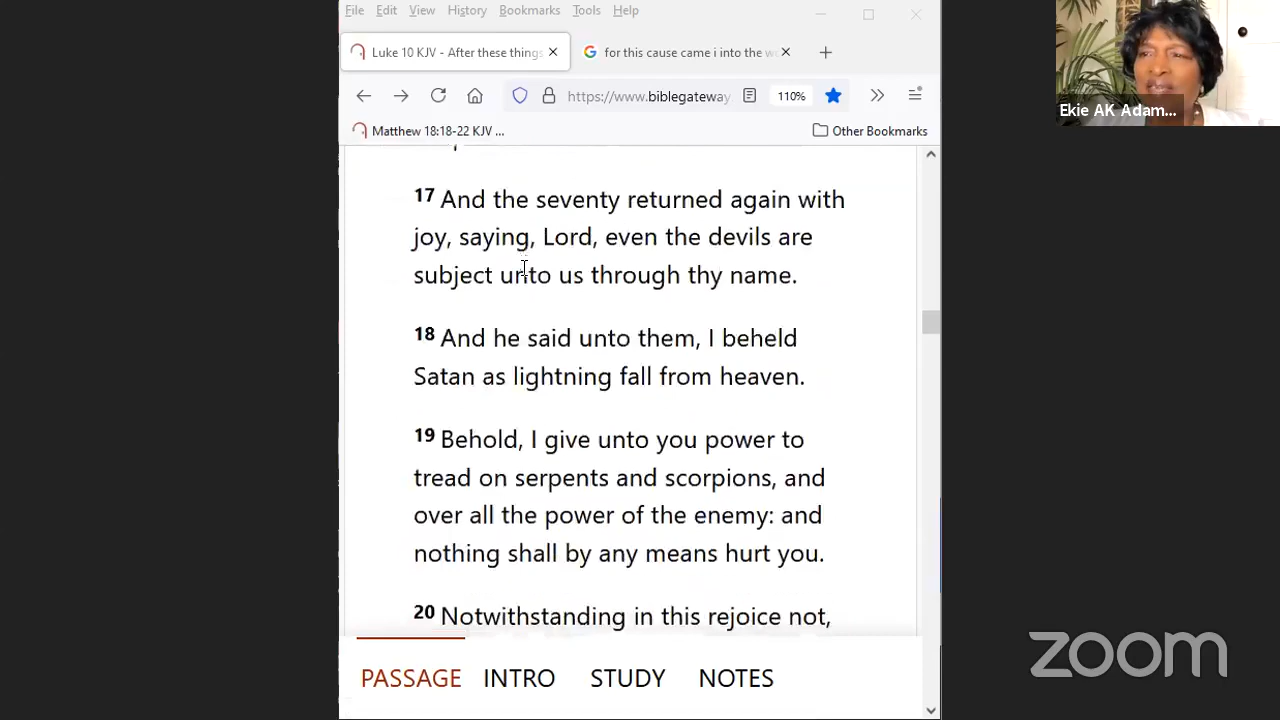 File Edit View History Bookmarks Tools Help
Luke 10 KJV - After these things
for this cause came i into the w
https://www.biblegateway
110%
Matthew 18:18-22 KJV ...
Other Bookmarks
17 And the seventy returned again with
joy, saying, Lord, even the devils are
subject unto us through thy name.
18 And he said unto them, I beheld
Satan as lightning fall from heaven.
19 Behold, I give unto you power to
tread on serpents and scorpions, and
over all the power of the enemy: and
nothing shall by any means hurt you.
20 Notwithstanding in this rejoice not,
PASSAGE INTRO STUDY NOTES
Ekie AK Adam...
zoom